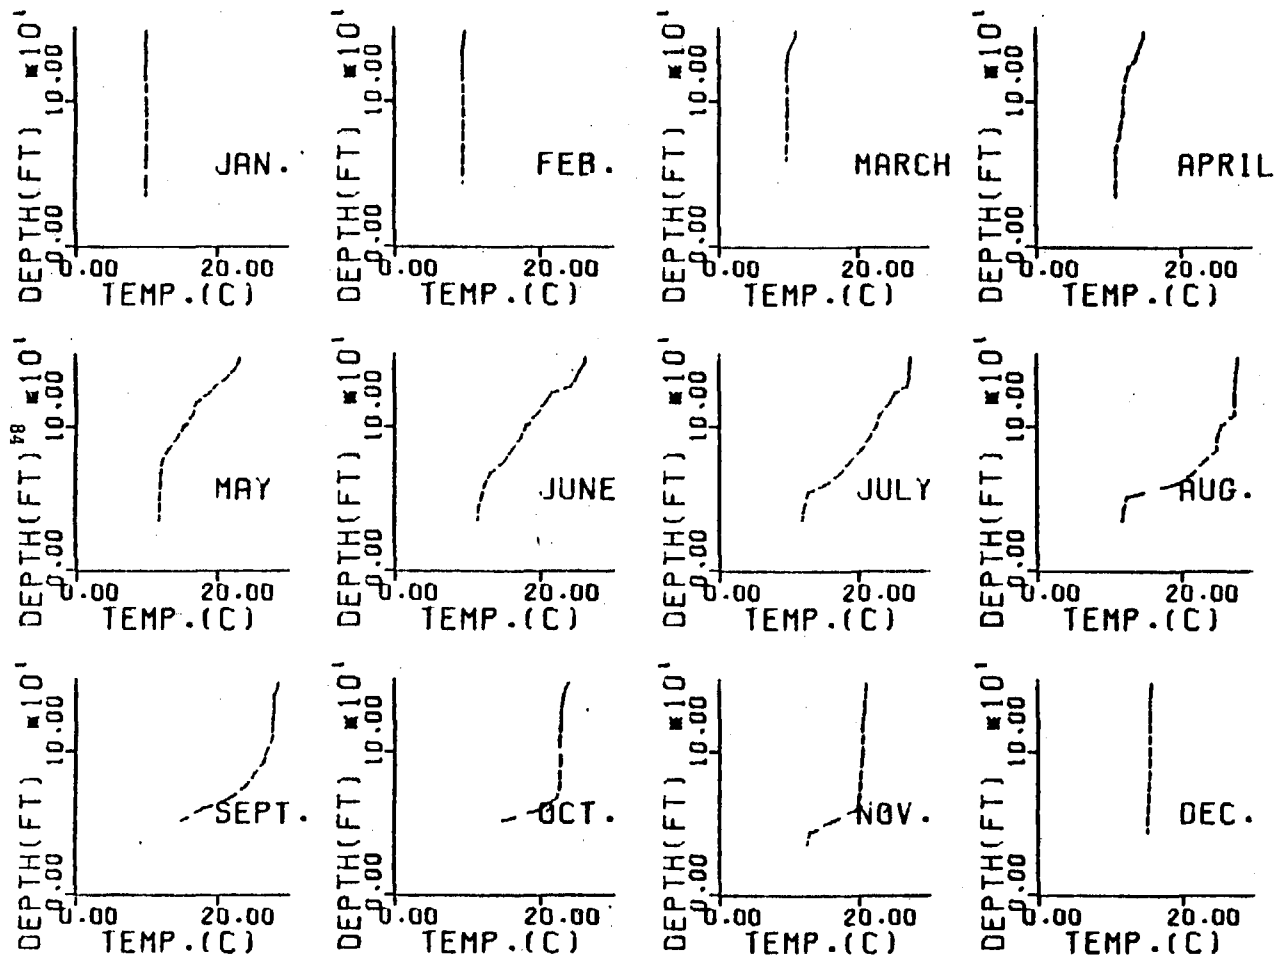 DEPTH(FT) *10¹
10.00
0.00
JAN.
0.00 20.00
TEMP.(C)
DEPTH(FT) *10¹
10.00
0.00
FEB.
0.00 20.00
TEMP.(C)
DEPTH(FT) *10¹
10.00
0.00
MARCH
0.00 20.00
TEMP.(C)
DEPTH(FT) *10¹
10.00
0.00
APRIL
0.00 20.00
TEMP.(C)
84
DEPTH(FT) *10¹
10.00
0.00
MAY
0.00 20.00
TEMP.(C)
DEPTH(FT) *10¹
10.00
0.00
JUNE
0.00 20.00
TEMP.(C)
DEPTH(FT) *10¹
10.00
0.00
JULY
0.00 20.00
TEMP.(C)
DEPTH(FT) *10¹
10.00
0.00
AUG.
0.00 20.00
TEMP.(C)
DEPTH(FT) *10¹
10.00
0.00
SEPT.
0.00 20.00
TEMP.(C)
DEPTH(FT) *10¹
10.00
0.00
OCT.
0.00 20.00
TEMP.(C)
DEPTH(FT) *10¹
10.00
0.00
NOV.
0.00 20.00
TEMP.(C)
DEPTH(FT) *10¹
10.00
0.00
DEC.
0.00 20.00
TEMP.(C)